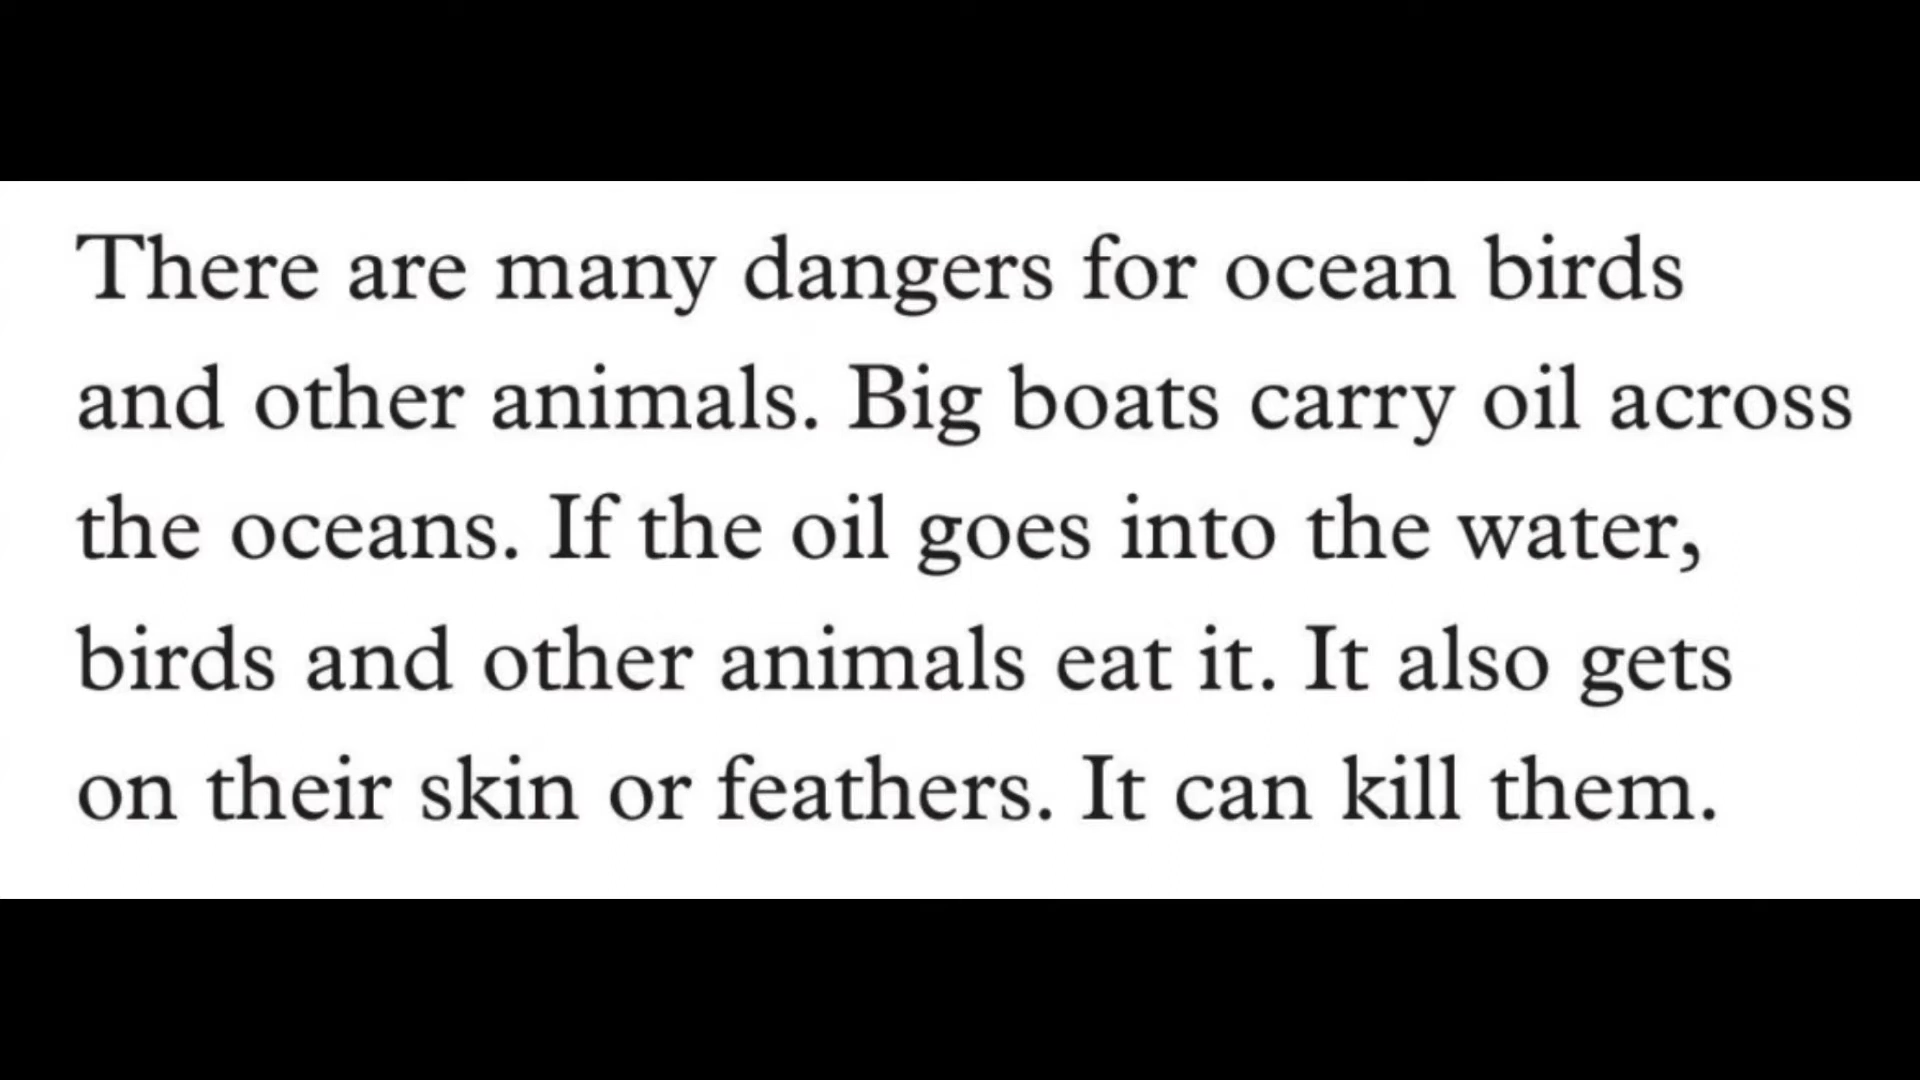 There are many dangers for ocean birds
and other animals. Big boats carry oil across
the oceans. If the oil goes into the water,
birds and other animals eat it. It also gets
on their skin or feathers. It can kill them.